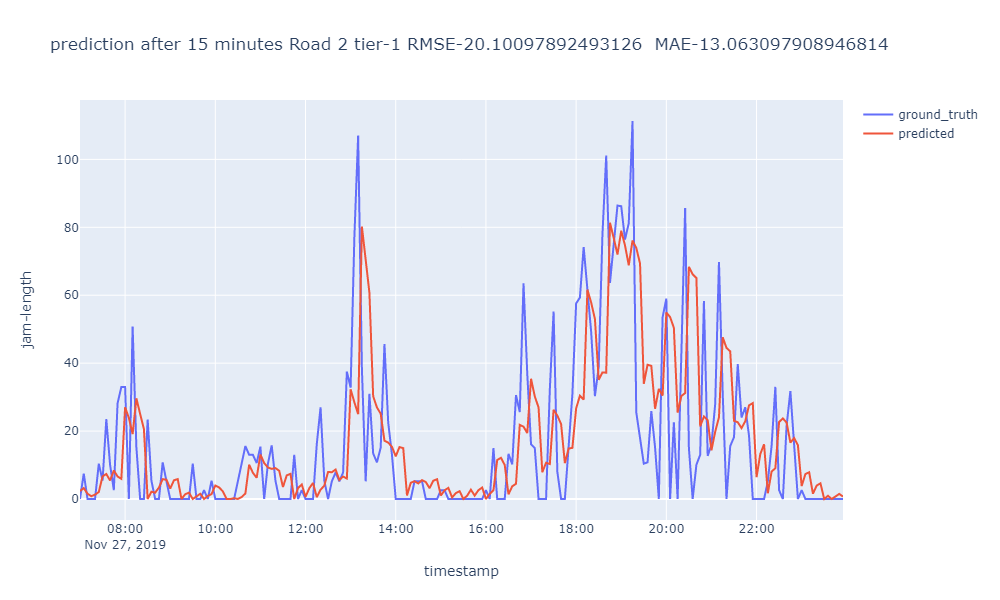 prediction after 15 minutes Road 2 tier-1 RMSE-20.10097892493126  MAE-13.063097908946814
ground_truth
predicted
100
80
60
40
20
0
jam-length
08:00 10:00 12:00 14:00 16:00 18:00 20:00 22:00
Nov 27, 2019
timestamp